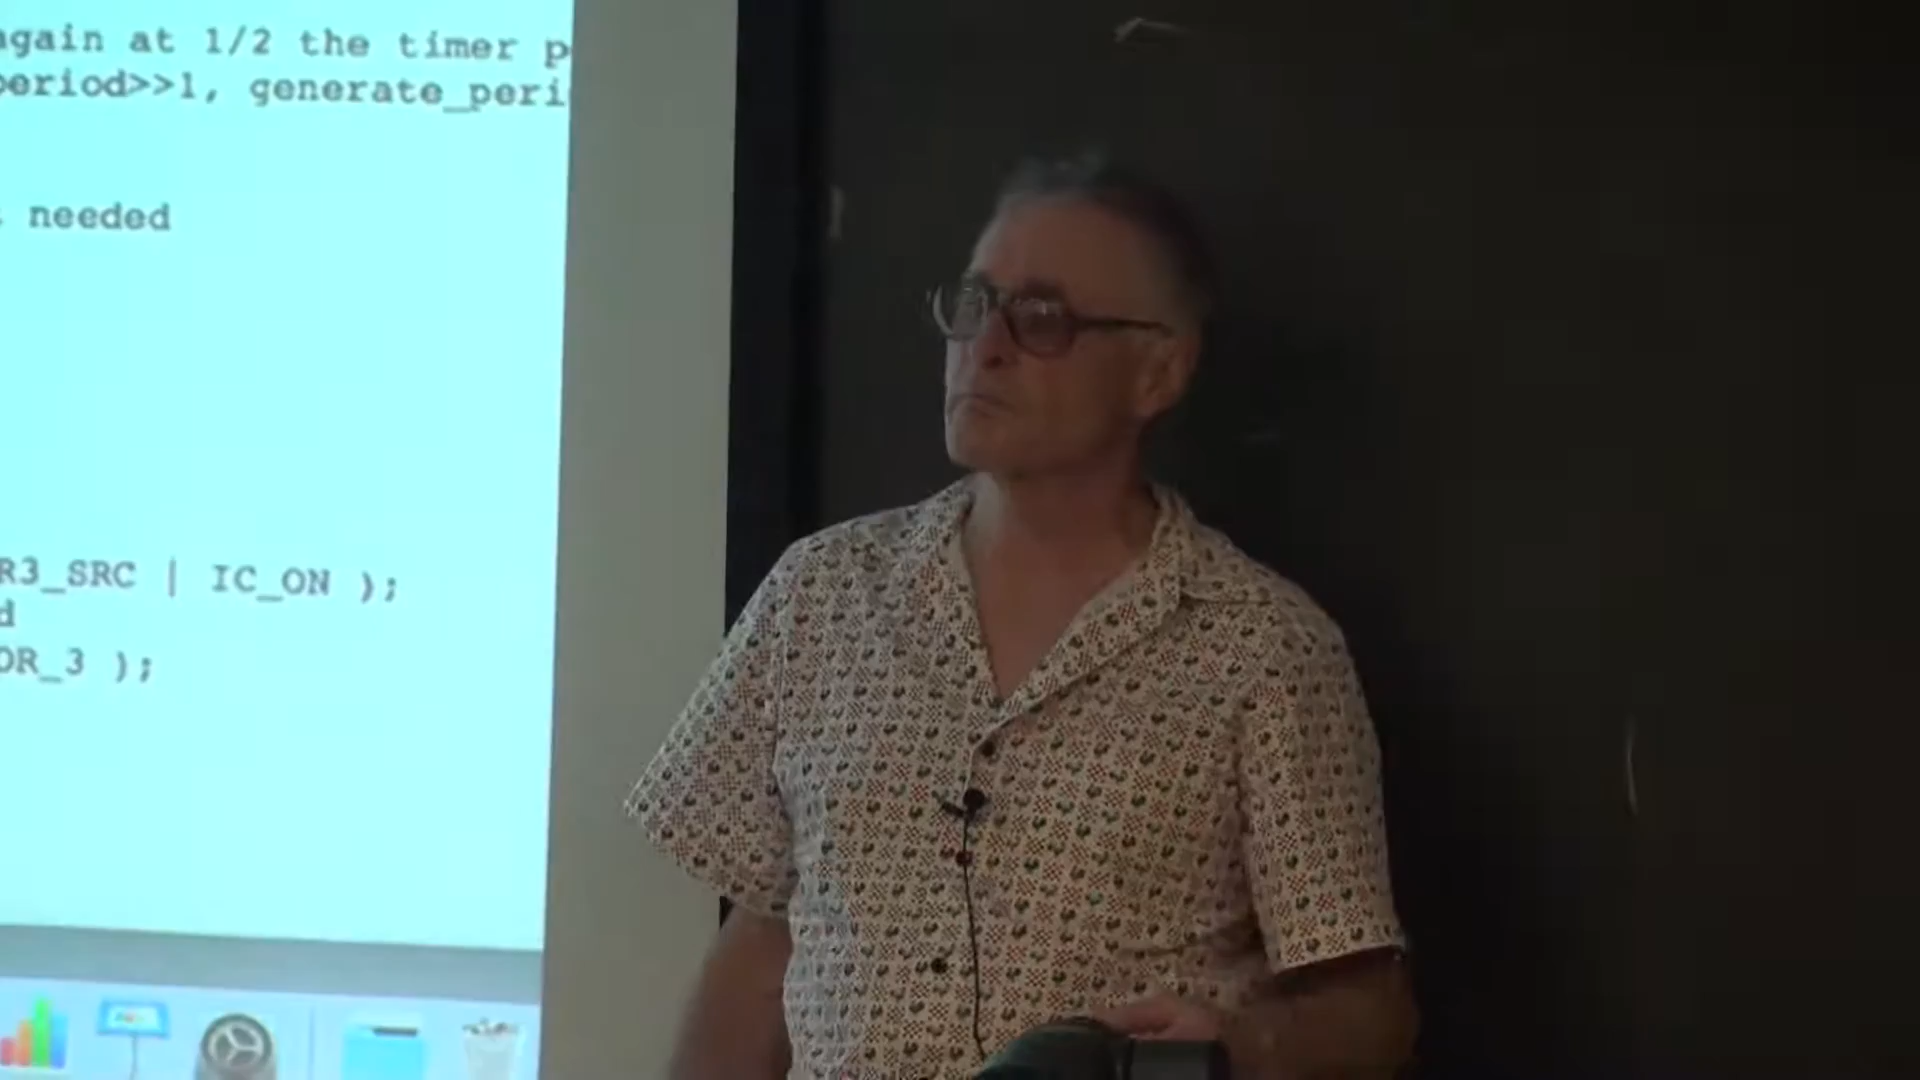 again at 1/2 the timer p
period>>1, generate_peri
needed
R3_SRC | IC_ON );
d
OR_3 );